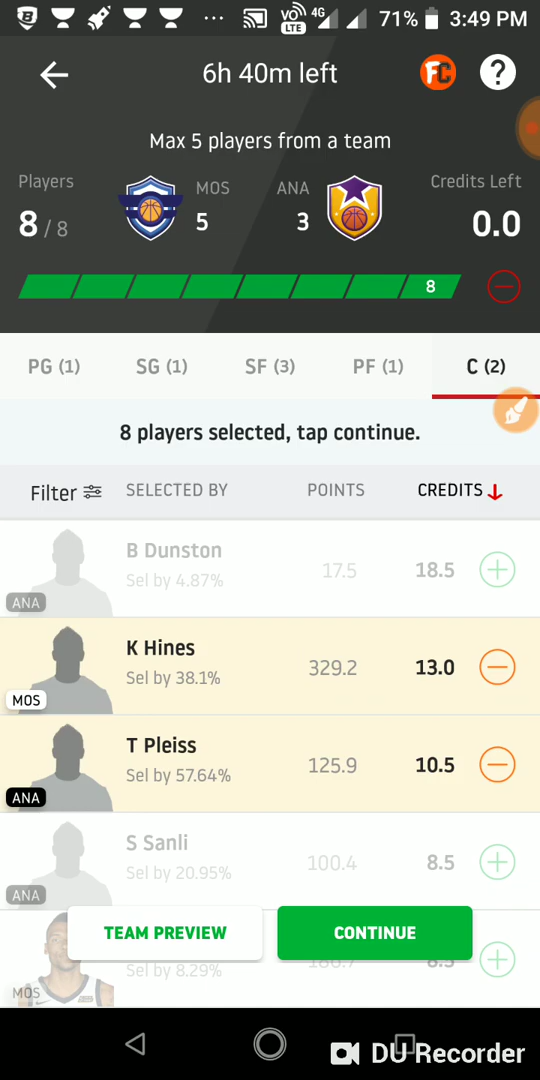 VO)) 4G 71% 3:49 PM
LTE
6h 40m left FC ?
Max 5 players from a team
Players MOS ANA Credits Left
8 / 8 5 3 0.0
8
PG (1) SG (1) SF (3) PF (1) C (2)
8 players selected, tap continue.
Filter SELECTED BY POINTS CREDITS
B Dunston
Sel by 4.87% 17.5 18.5
ANA
K Hines
Sel by 38.1% 329.2 13.0
MOS
T Pleiss
Sel by 57.64% 125.9 10.5
ANA
S Sanli
Sel by 20.95% 100.4 8.5
ANA
TEAM PREVIEW CONTINUE
Sel by 8.29%
MOS
DU Recorder